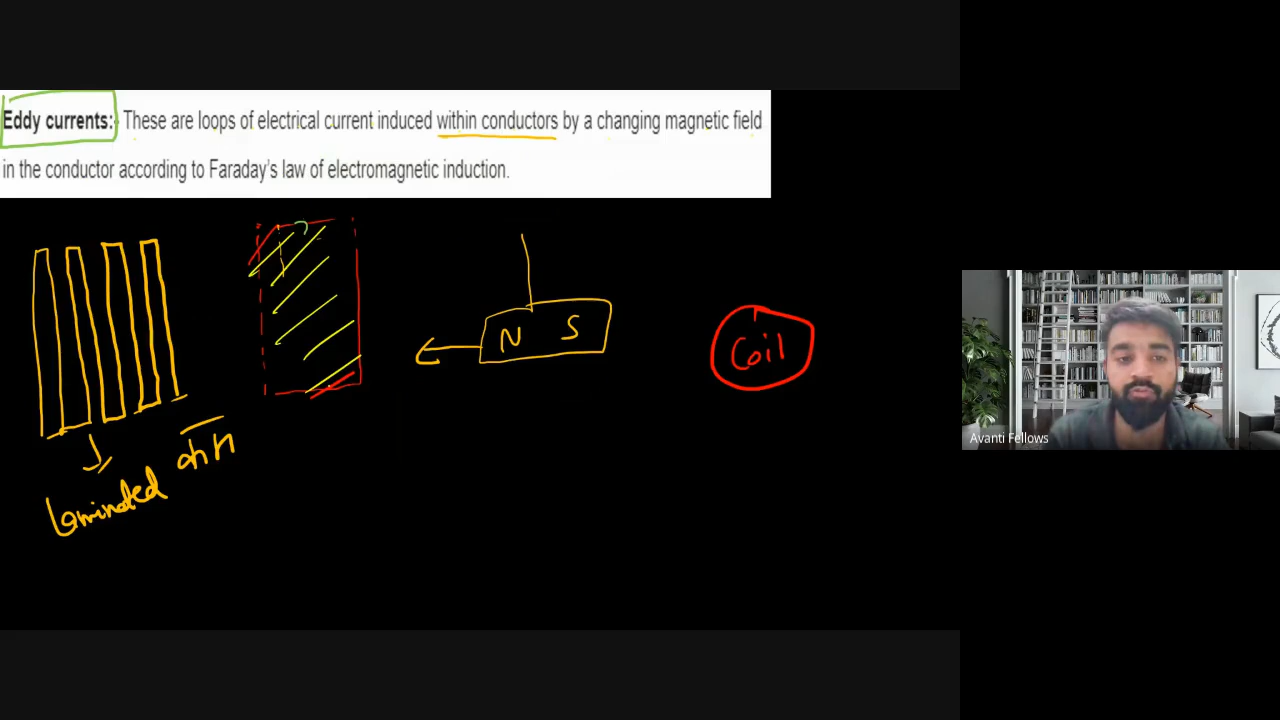 Eddy currents:- These are loops of electrical current induced within conductors by a changing magnetic field
in the conductor according to Faraday's law of electromagnetic induction.
N S
Coil
Avanti Fellows